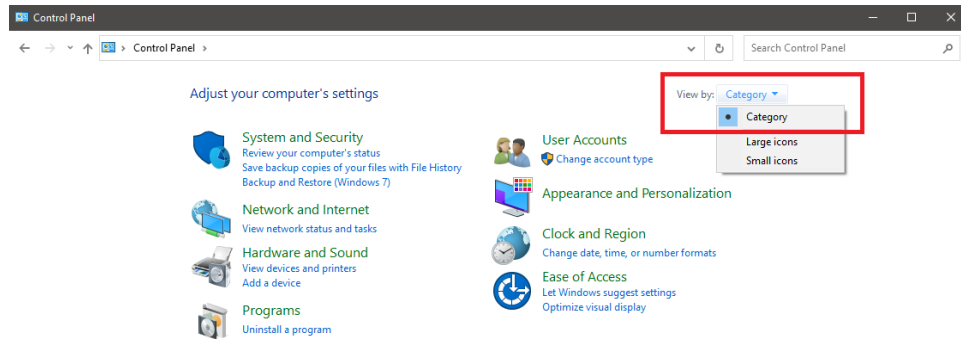 Control Panel
Control Panel
Search Control Panel
Adjust your computer's settings
View by: Category
Category
Large icons
Small icons
System and Security
Review your computer's status
Save backup copies of your files with File History
Backup and Restore (Windows 7)
Network and Internet
View network status and tasks
Hardware and Sound
View devices and printers
Add a device
Programs
Uninstall a program
User Accounts
Change account type
Appearance and Personalization
Clock and Region
Change date, time, or number formats
Ease of Access
Let Windows suggest settings
Optimize visual display